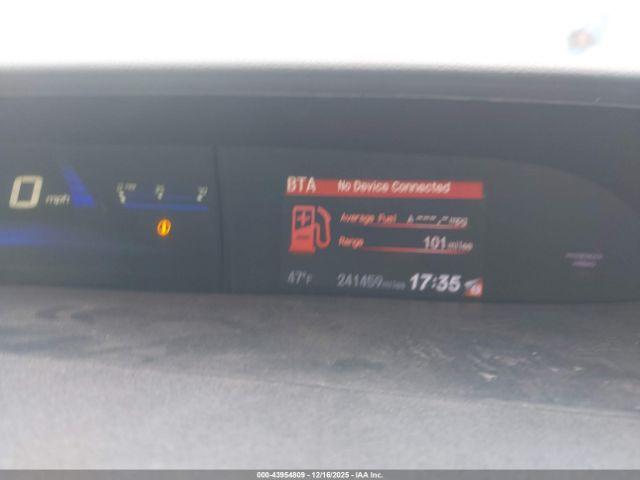 0 mph
BTA No Device Connected
Average Fuel A ---.- mpg
Range 101 miles
47°F 241459 miles 17:35
000-43954809 - 12/16/2025 - IAA Inc.